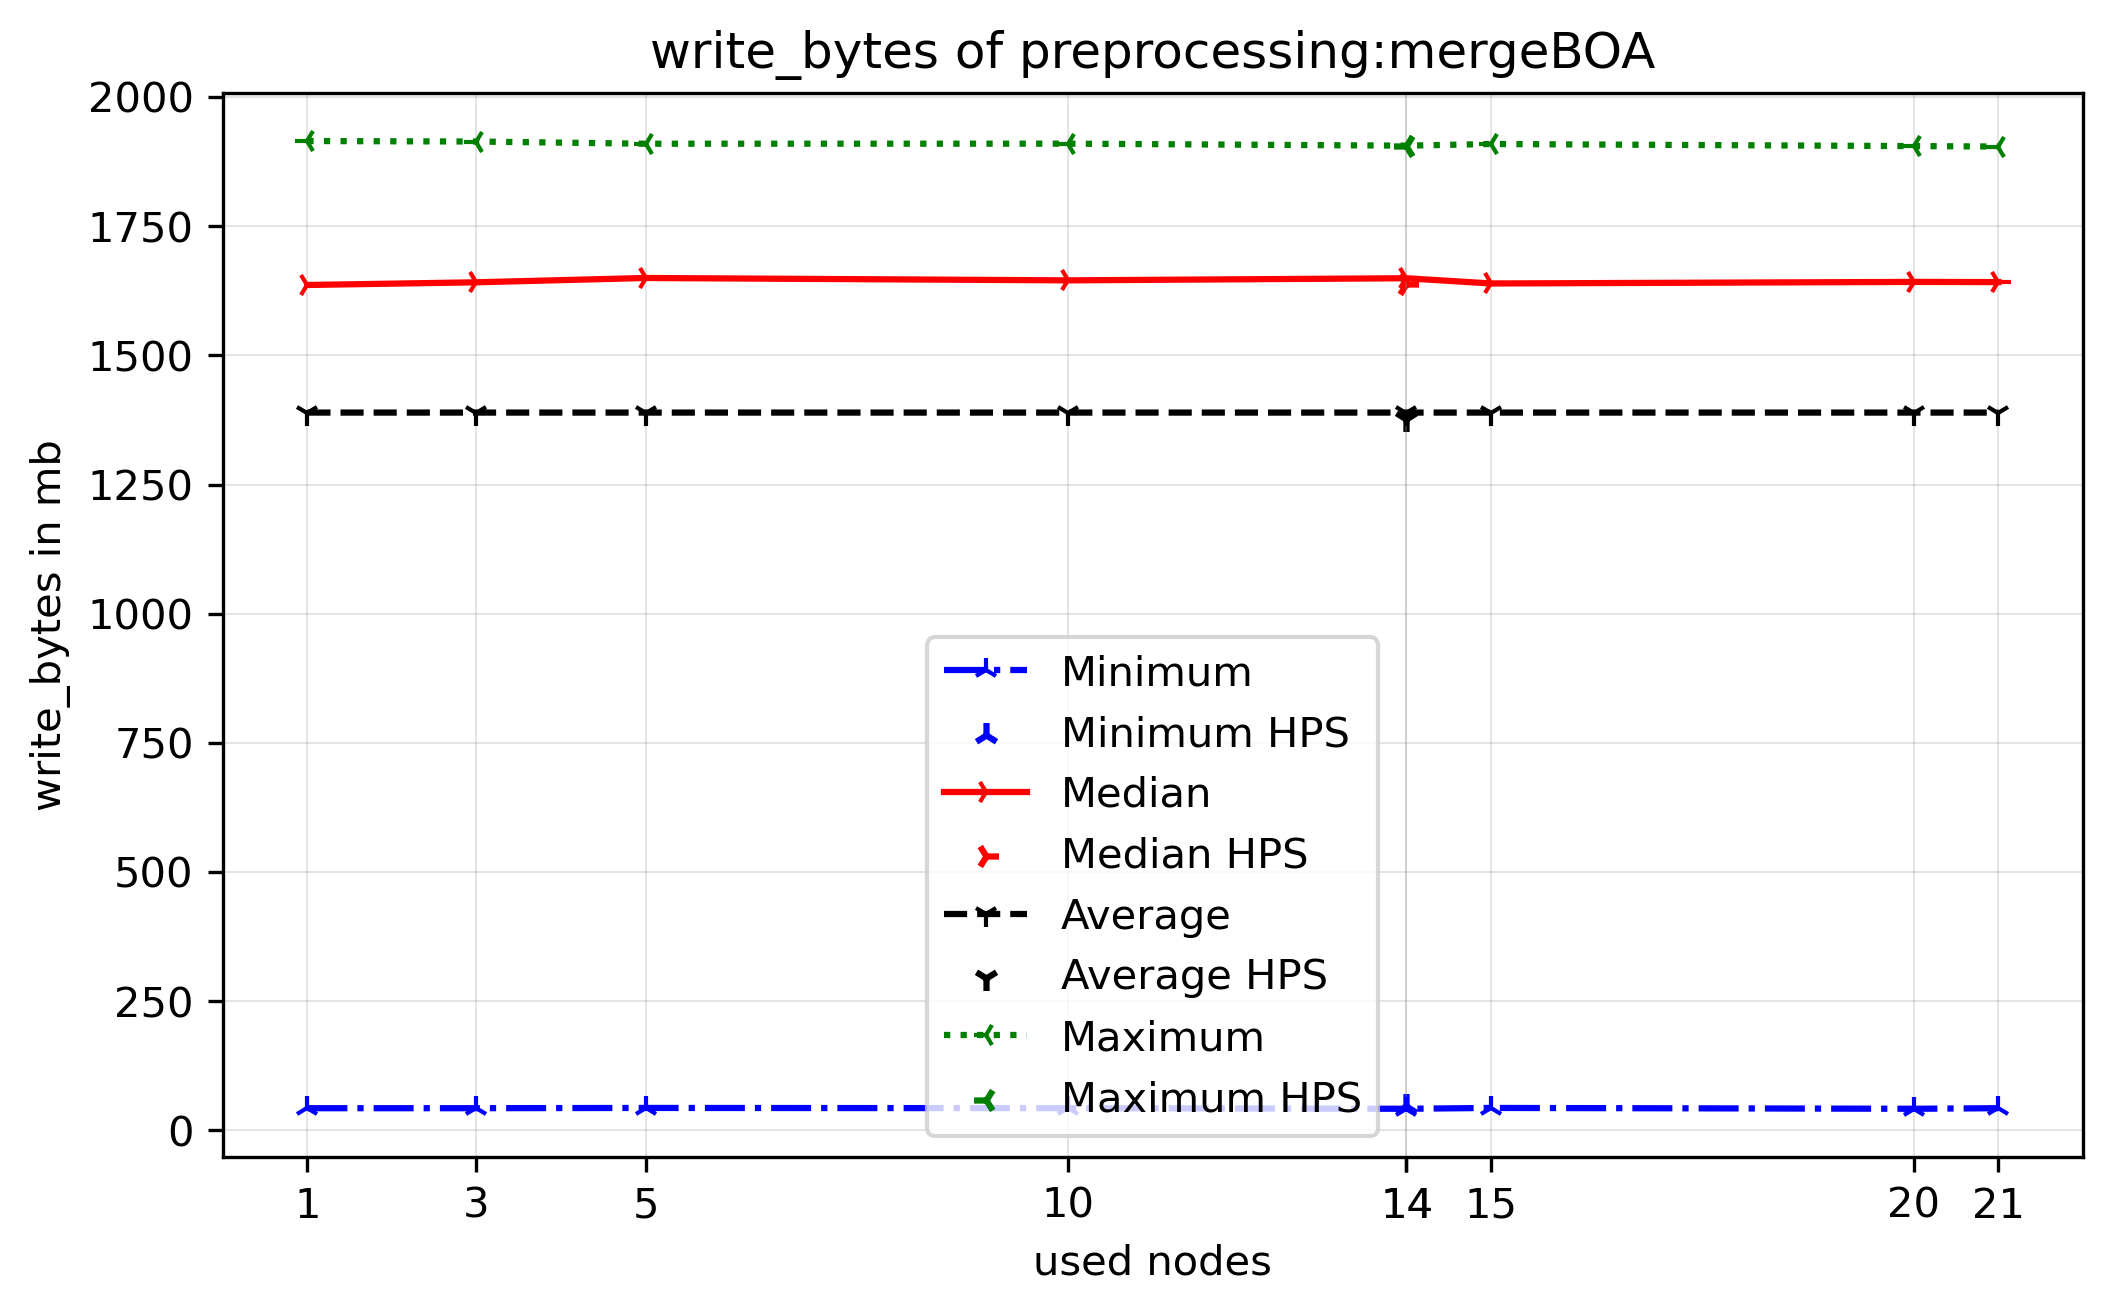 write_bytes of preprocessing:mergeBOA
write_bytes in mb
2000
1750
1500
1250
1000
750
500
250
0
Minimum
Minimum HPS
Median
Median HPS
Average
Average HPS
Maximum
Maximum HPS
1 3 5 10 14 15 20 21
used nodes